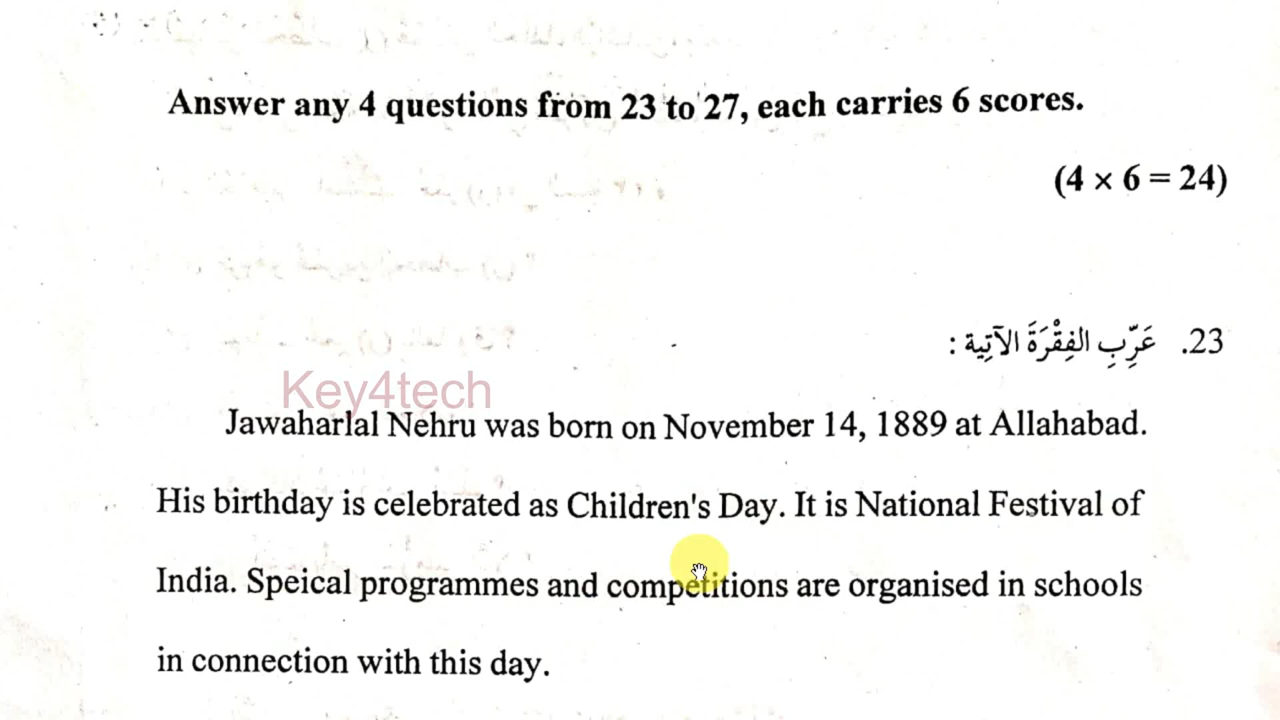 Answer any 4 questions from 23 to 27, each carries 6 scores.
(4 × 6 = 24)
23. عَرِّبِ الفِقْرَةَ الآتِية :
Key4tech
Jawaharlal Nehru was born on November 14, 1889 at Allahabad.
His birthday is celebrated as Children's Day. It is National Festival of
India. Speical programmes and competitions are organised in schools
in connection with this day.